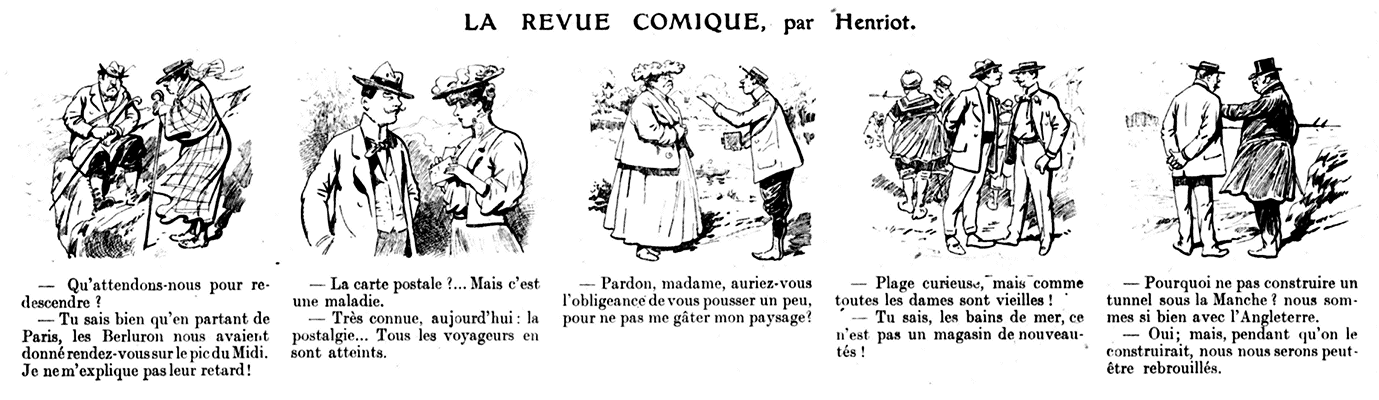 LA REVUE COMIQUE, par Henriot.
— Qu'attendons-nous pour re-
descendre ?
— Tu sais bien qu'en partant de
Paris, les Berluron nous avaient
donné rendez-vous sur le pic du Midi.
Je ne m'explique pas leur retard !
— La carte postale ?... Mais c'est
une maladie.
— Très connue, aujourd'hui : la
postalgie... Tous les voyageurs en
sont atteints.
— Pardon, madame, auriez-vous
l'obligeance de vous pousser un peu,
pour ne pas me gâter mon paysage ?
— Plage curieuse, mais comme
toutes les dames sont vieilles !
— Tu sais, les bains de mer, ce
n'est pas un magasin de nouveau-
tés !
— Pourquoi ne pas construire un
tunnel sous la Manche ? nous som-
mes si bien avec l'Angleterre.
— Oui ; mais, pendant qu'on le
construirait, nous nous serons peut-
être rebrouillés.